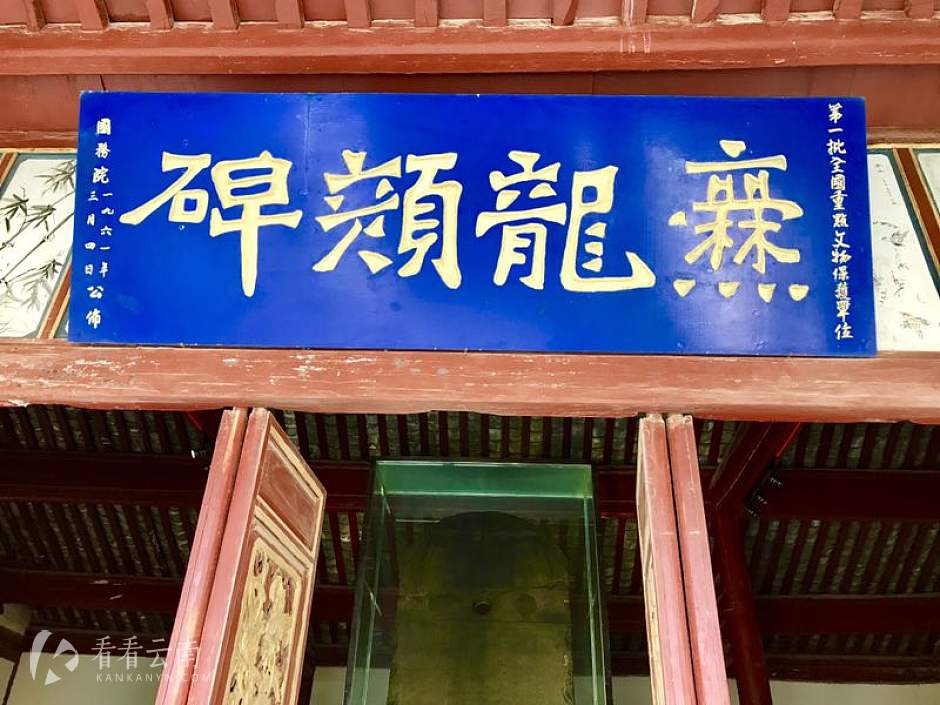 第一批全國重點文物保護單位
爨龍顏碑
國務院一九六一年
三月四日公佈
看看云南
KANKANYN.COM